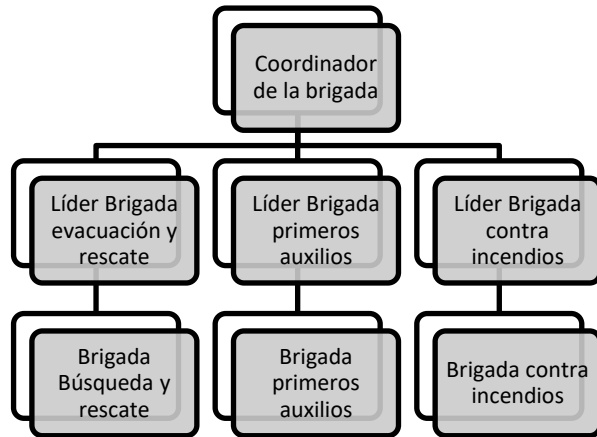 Coordinador
de la brigada
Líder Brigada
evacuación y
rescate
Líder Brigada
primeros
auxilios
Líder Brigada
contra
incendios
Brigada
Búsqueda y
rescate
Brigada
primeros
auxilios
Brigada contra
incendios